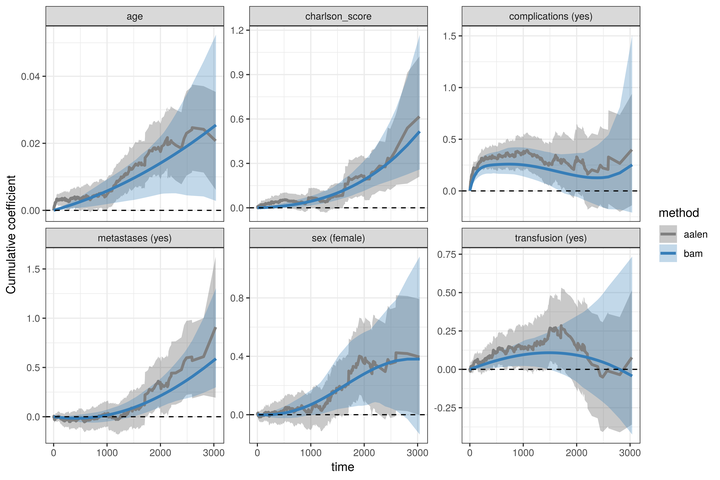 age
charlson_score
complications (yes)
0.00
0.02
0.04
0.0
0.3
0.6
0.9
1.2
0.0
0.5
1.0
1.5
Cumulative coefficient
metastases (yes)
sex (female)
transfusion (yes)
0.0
0.5
1.0
1.5
0.0
0.4
0.8
-0.25
0.00
0.25
0.50
0.75
0 1000 2000 3000
0 1000 2000 3000
0 1000 2000 3000
time
method
aalen
bam